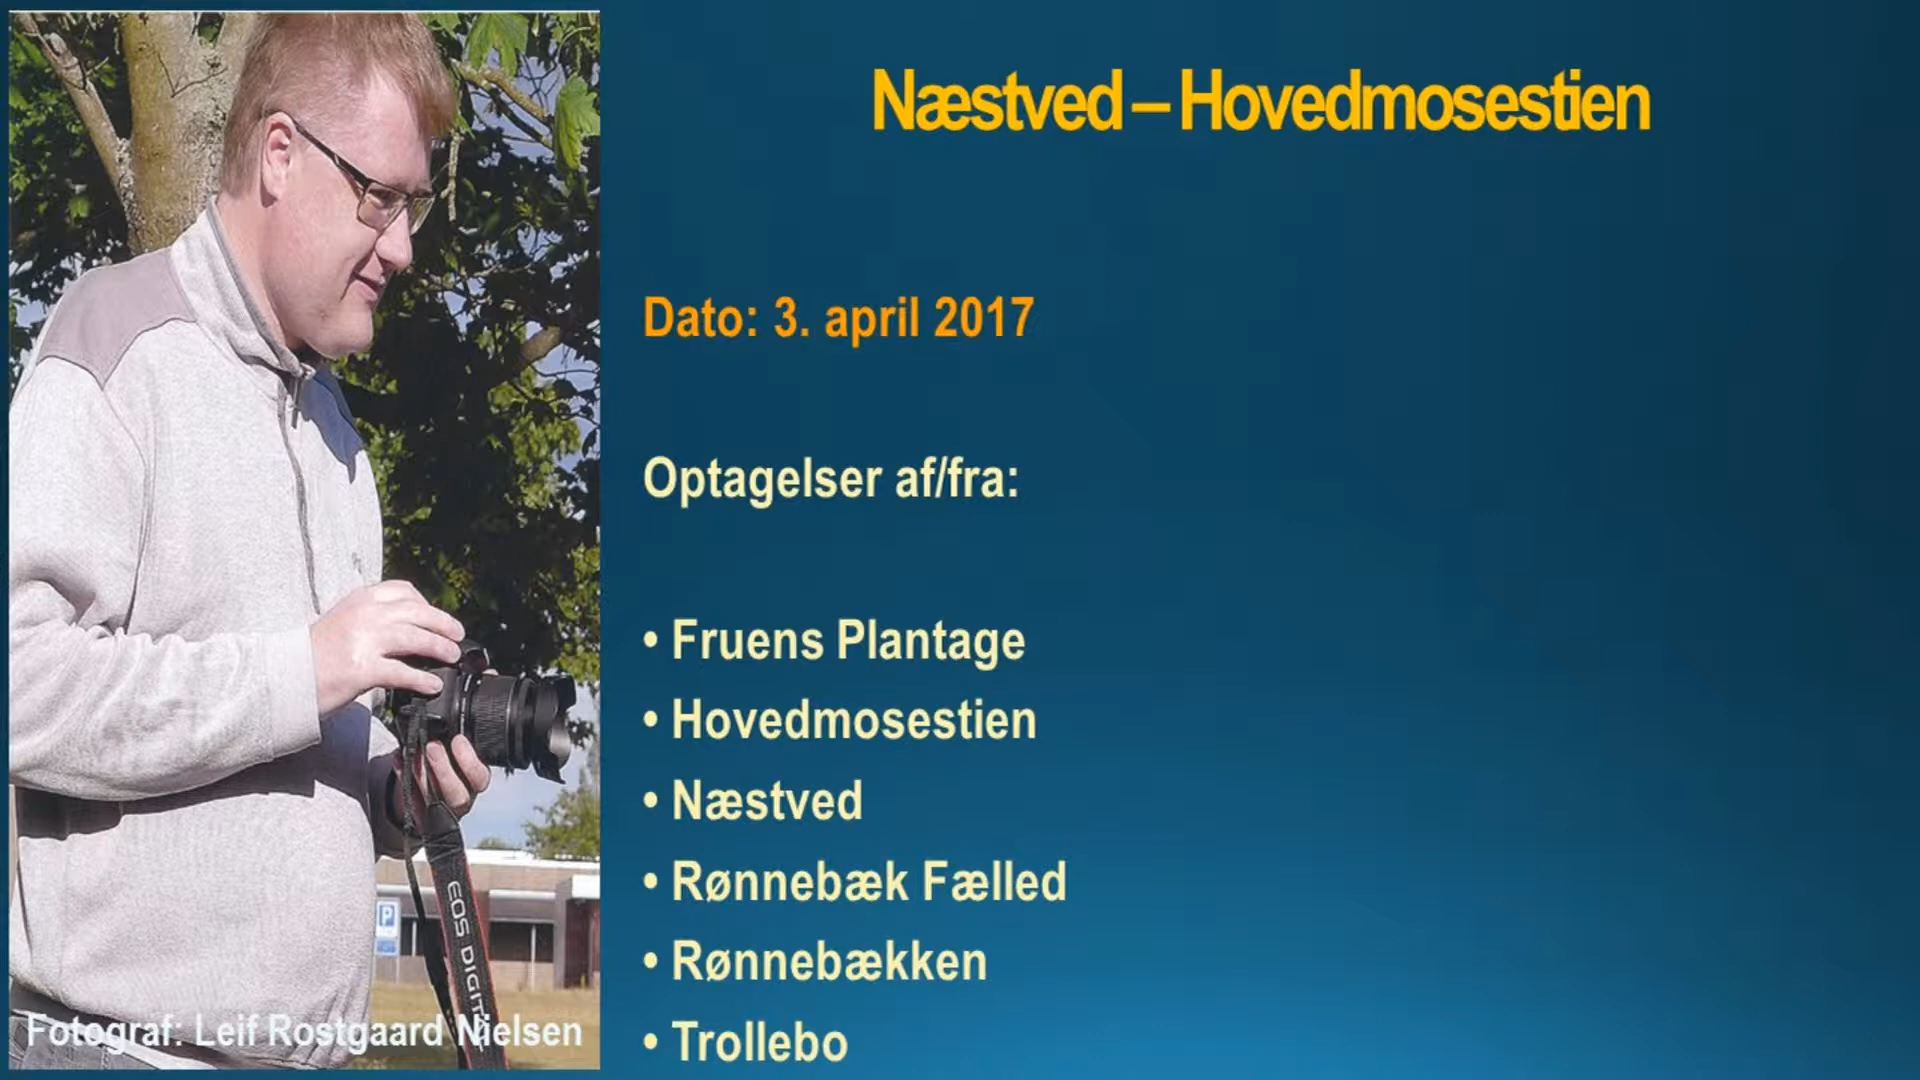 Næstved – Hovedmosestien
Dato: 3. april 2017
Optagelser af/fra:
• Fruens Plantage
• Hovedmosestien
• Næstved
• Rønnebæk Fælled
• Rønnebækken
• Trollebo
P
EOS DIGITAL
Fotograf: Leif Rostgaard Nielsen